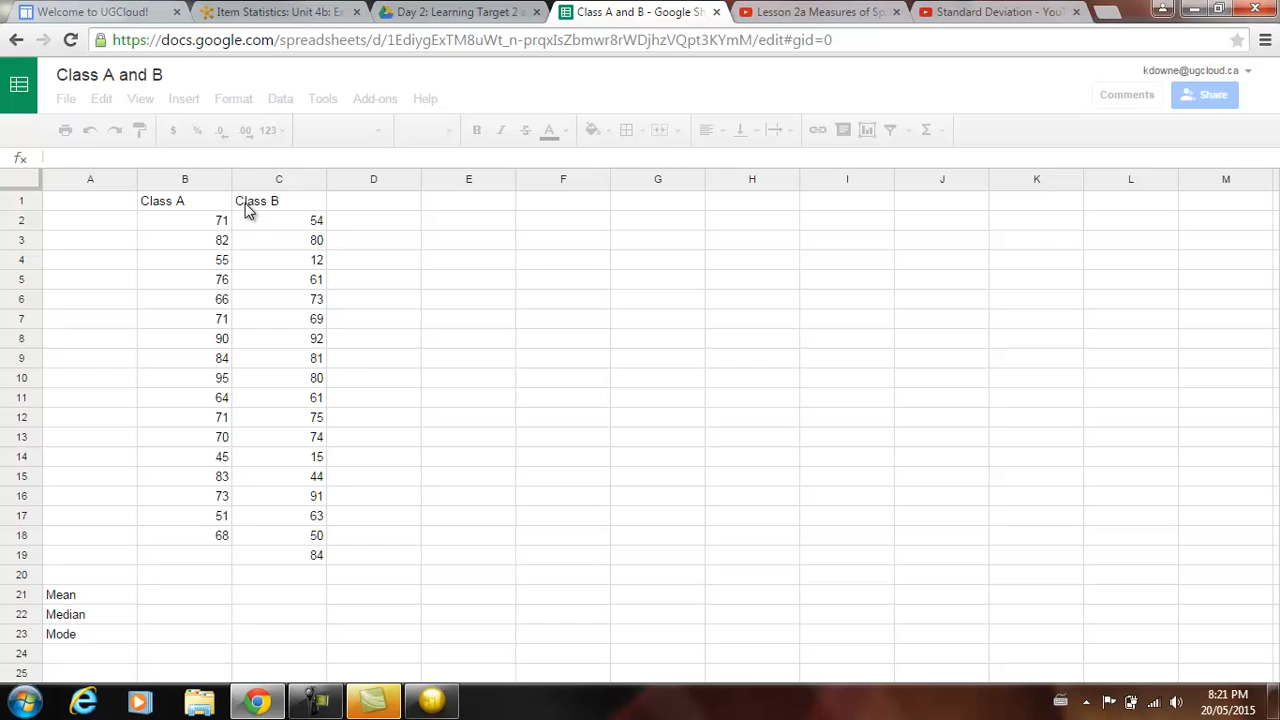 Welcome to UGCloud!
Item Statistics: Unit 4b: E
Day 2: Learning Target 2 a
Class A and B - Google Sh
Lesson 2a Measures of Sp
Standard Deviation - YouT
https://docs.google.com/spreadsheets/d/1EdiygExTM8uWt_n-prqxIsZbmwr8rWDjhzVQpt3KYmM/edit#gid=0
Class A and B
kdowne@ugcloud.ca
File Edit View Insert Format Data Tools Add-ons Help
Comments Share
$ % .0 .00 123 B I S A Σ
fx
A B C D E F G H I J K L M
1 Class A Class B
2 71 54
3 82 80
4 55 12
5 76 61
6 66 73
7 71 69
8 90 92
9 84 81
10 95 80
11 64 61
12 71 75
13 70 74
14 45 15
15 83 44
16 73 91
17 51 63
18 68 50
19 84
20
21 Mean
22 Median
23 Mode
24
25
8:21 PM
20/05/2015